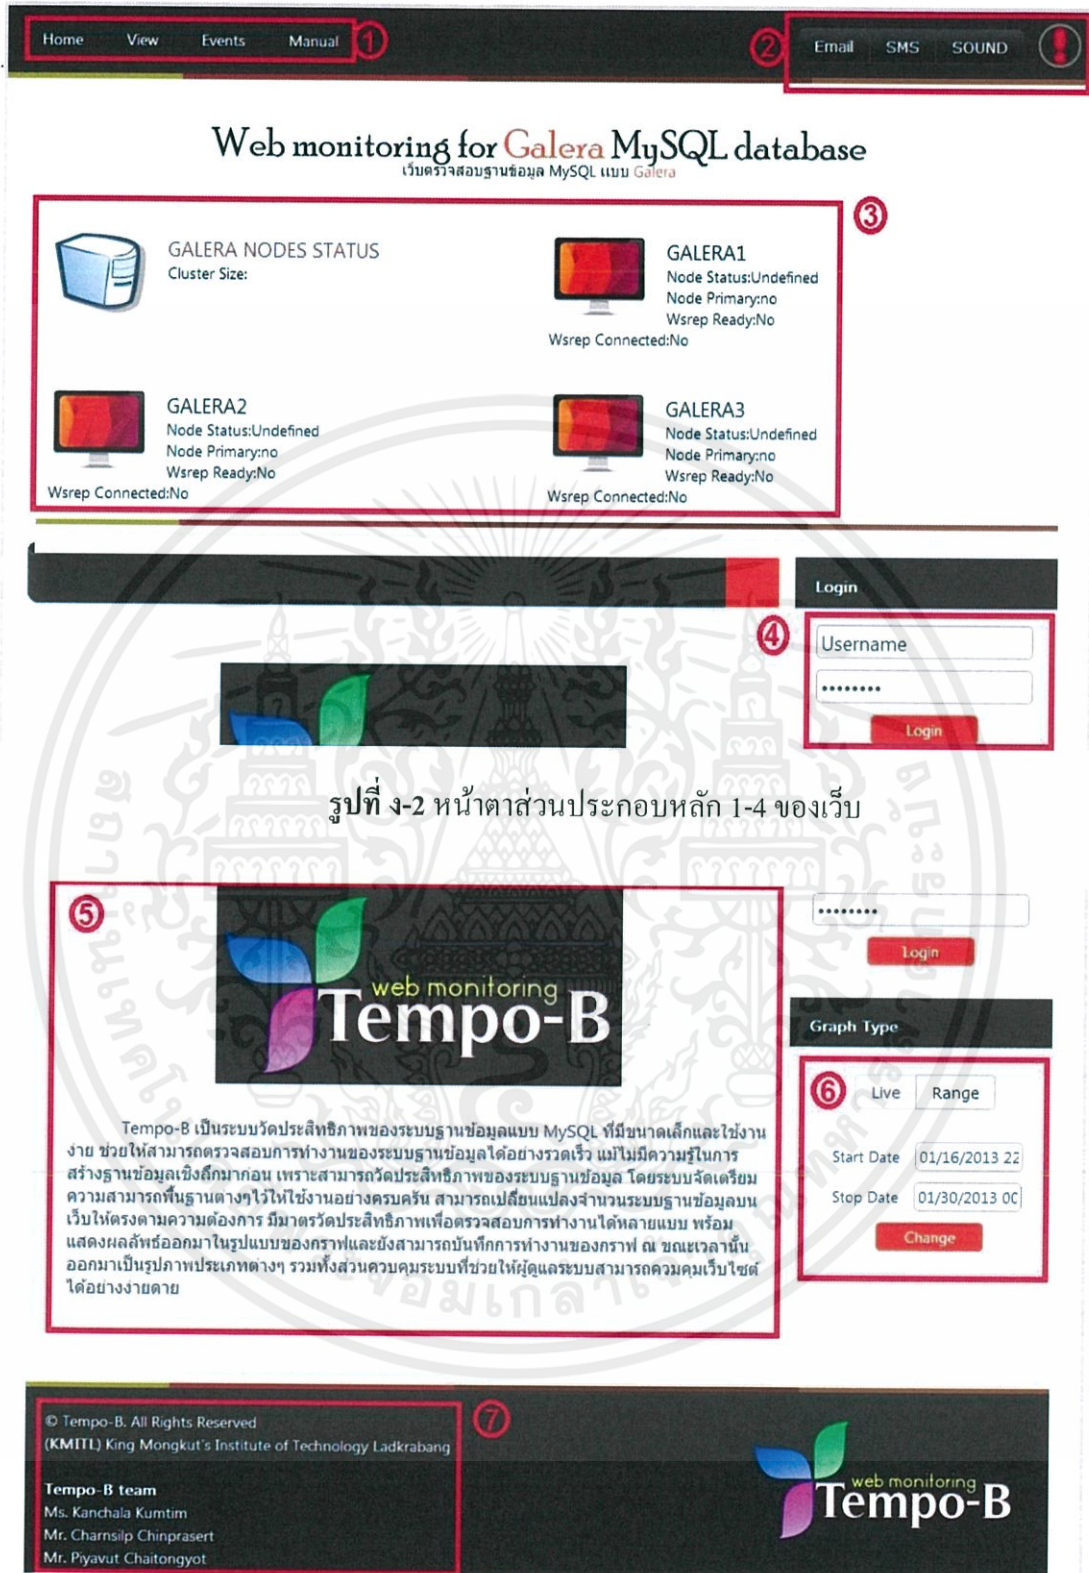 Home View Events Manual ①
② Email SMS SOUND
Web monitoring for Galera MySQL database
เว็บตรวจสอบฐานข้อมูล MySQL แบบ Galera
③
GALERA NODES STATUS
Cluster Size:
GALERA1
Node Status:Undefined
Node Primary:no
Wsrep Ready:No
Wsrep Connected:No
GALERA2
Node Status:Undefined
Node Primary:no
Wsrep Ready:No
Wsrep Connected:No
GALERA3
Node Status:Undefined
Node Primary:no
Wsrep Ready:No
Wsrep Connected:No
Login
④
Username
••••••••
Login
รูปที่ ง-2 หน้าตาส่วนประกอบหลัก 1-4 ของเว็บ
⑤
web monitoring
Tempo-B
Tempo-B เป็นระบบวัดประสิทธิภาพของระบบฐานข้อมูลแบบ MySQL ที่มีขนาดเล็กและใช้งาน
ง่าย ช่วยให้สามารถตรวจสอบการทำงานของระบบฐานข้อมูลได้อย่างรวดเร็ว แม้ไม่มีความรู้ในการ
สร้างฐานข้อมูลเชิงลึกมาก่อน เพราะสามารถวัดประสิทธิภาพของระบบฐานข้อมูล โดยระบบจัดเตรียม
ความสามารถพื้นฐานต่างๆไว้ให้ใช้งานอย่างครบครัน สามารถเปลี่ยนแปลงจำนวนระบบฐานข้อมูลบน
เว็บให้ตรงตามความต้องการ มีมาตรวัดประสิทธิภาพเพื่อตรวจสอบการทำงานได้หลายแบบ พร้อม
แสดงผลลัพธ์ออกมาในรูปแบบของกราฟและยังสามารถบันทึกการทำงานของกราฟ ณ ขณะเวลานั้น
ออกมาเป็นรูปภาพประเภทต่างๆ รวมทั้งส่วนควบคุมระบบที่ช่วยให้ผู้ดูแลระบบสามารถควมคุมเว็บไซต์
ได้อย่างง่ายดาย
••••••••
Login
Graph Type
⑥ Live Range
Start Date 01/16/2013 22
Stop Date 01/30/2013 0C
Change
⑦
© Tempo-B. All Rights Reserved
(KMITL) King Mongkut's Institute of Technology Ladkrabang
Tempo-B team
Ms. Kanchala Kumtim
Mr. Charnsilp Chinprasert
Mr. Piyavut Chaitongyot
web monitoring
Tempo-B